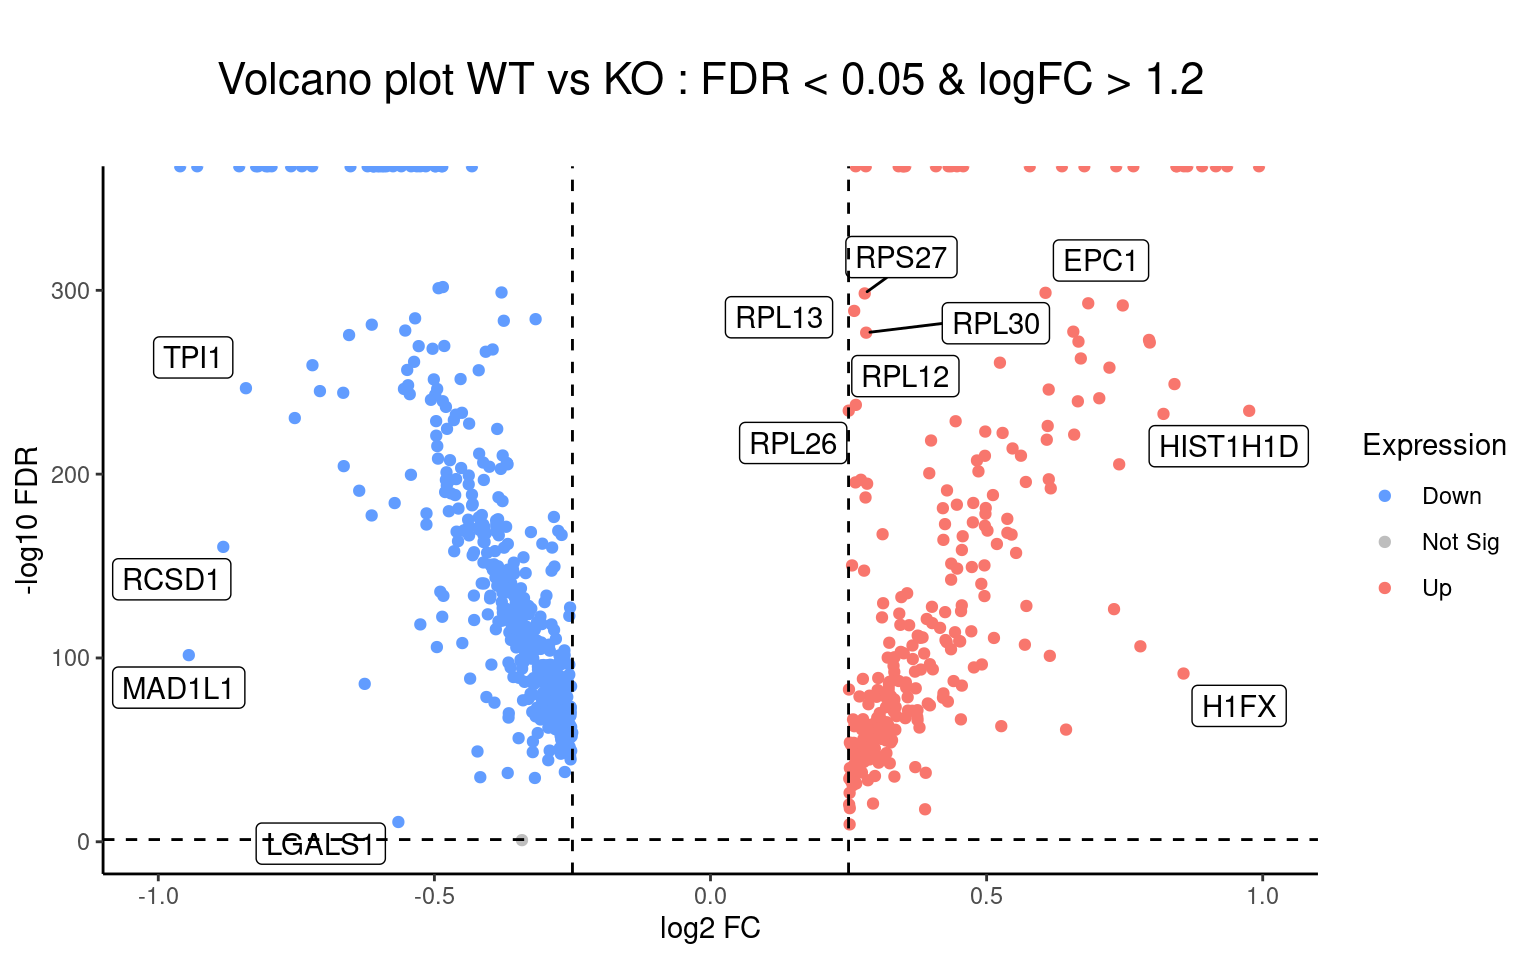 Volcano plot WT vs KO : FDR < 0.05 & logFC > 1.2
-log10 FDR
300
200
100
0
RPS27
EPC1
RPL13
RPL30
TPI1
RPL12
RPL26
HIST1H1D
RCSD1
MAD1L1
H1FX
LGALS1
Expression
Down
Not Sig
Up
-1.0
-0.5
0.0
0.5
1.0
log2 FC